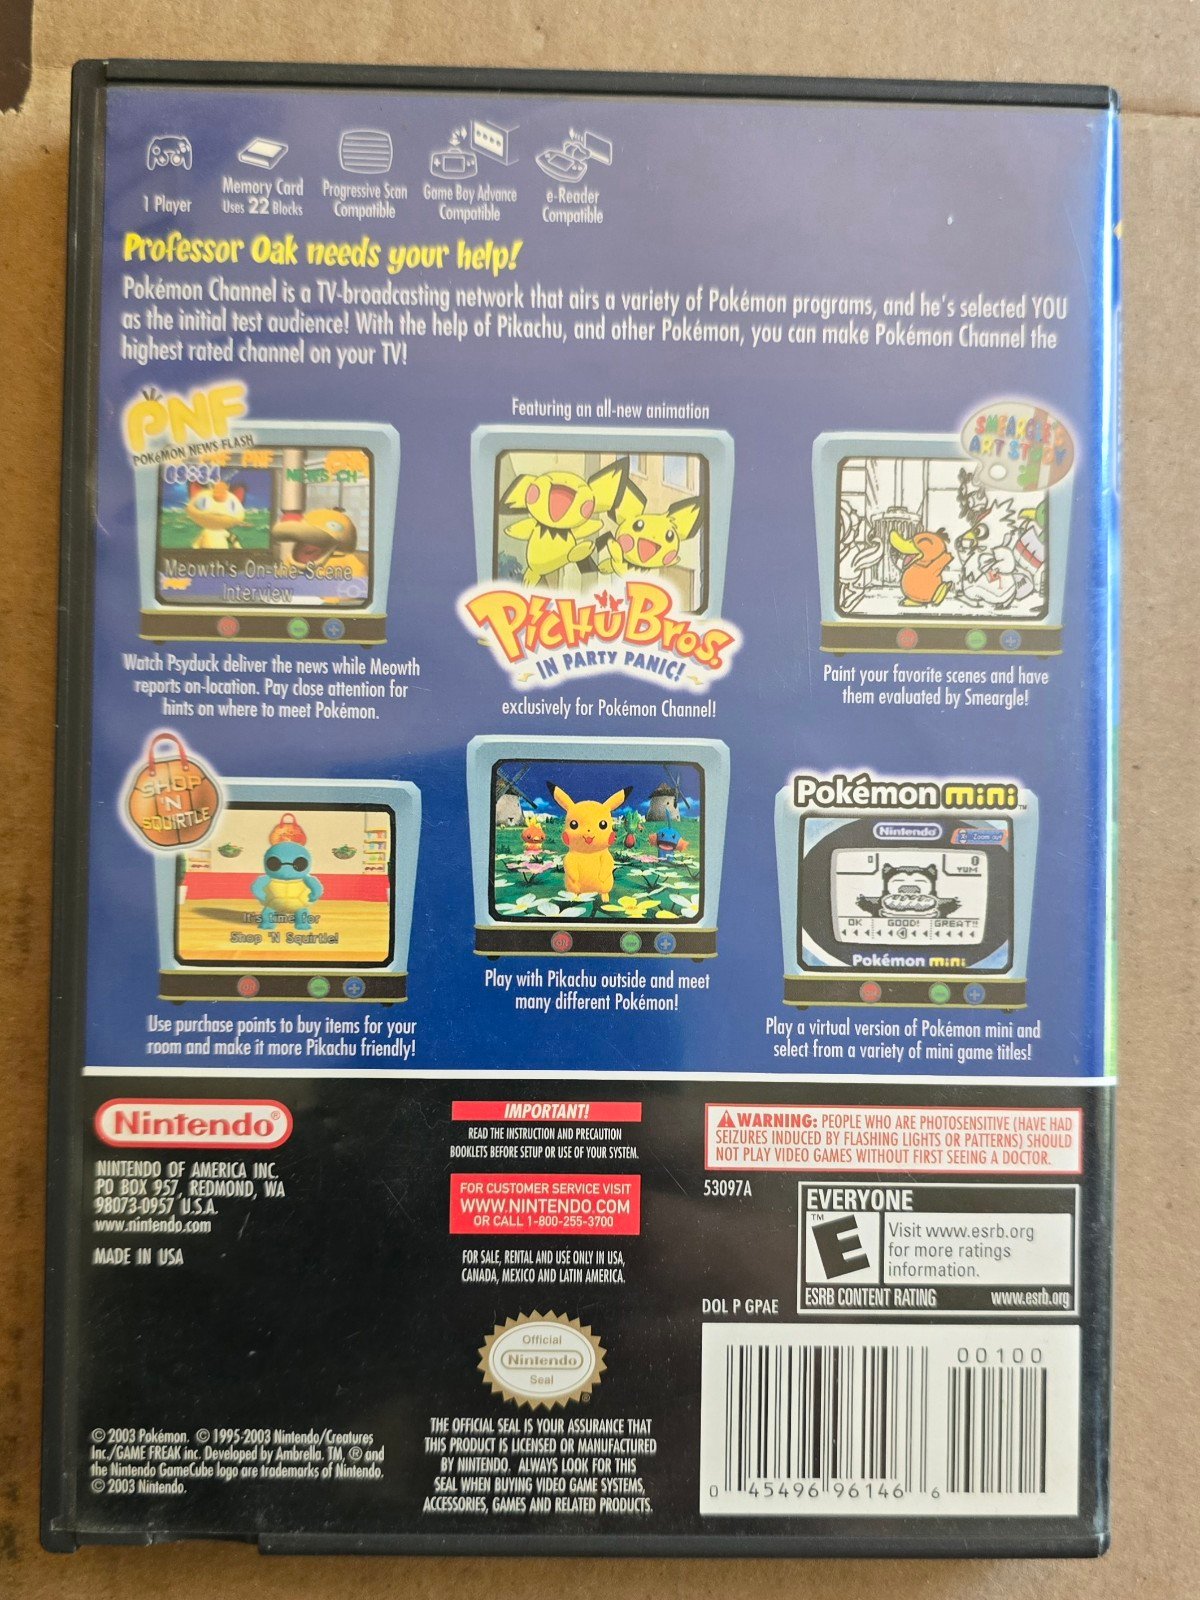 1 Player
Memory Card
Uses 22 Blocks
Progressive Scan
Compatible
Game Boy Advance
Compatible
e-Reader
Compatible
Professor Oak needs your help!
Pokémon Channel is a TV-broadcasting network that airs a variety of Pokémon programs, and he's selected YOU
as the initial test audience! With the help of Pikachu, and other Pokémon, you can make Pokémon Channel the
highest rated channel on your TV!
PNF
POKéMON NEWS FLASH
NEWS CH
Meowth's On-the-Scene
Interview
Watch Psyduck deliver the news while Meowth
reports on-location. Pay close attention for
hints on where to meet Pokémon.
Featuring an all-new animation
PICHU BROS.
IN PARTY PANIC!
exclusively for Pokémon Channel!
SMEARGLE'S
ART STUDY
Paint your favorite scenes and have
them evaluated by Smeargle!
SHOP
'N
SQUIRTLE
It's time for
Shop 'N Squirtle!
Use purchase points to buy items for your
room and make it more Pikachu friendly!
ON
Play with Pikachu outside and meet
many different Pokémon!
Pokémon mini™
Nintendo
Zoom out
YUM
OK GOOD! GREAT!!
Pokémon mini
Play a virtual version of Pokémon mini and
select from a variety of mini game titles!
Nintendo®
NINTENDO OF AMERICA INC.
PO BOX 957, REDMOND, WA
98073-0957 U.S.A.
www.nintendo.com
MADE IN USA
IMPORTANT!
READ THE INSTRUCTION AND PRECAUTION
BOOKLETS BEFORE SETUP OR USE OF YOUR SYSTEM.
FOR CUSTOMER SERVICE VISIT
WWW.NINTENDO.COM
OR CALL 1-800-255-3700
FOR SALE, RENTAL AND USE ONLY IN USA,
CANADA, MEXICO AND LATIN AMERICA.
Official
Nintendo
Seal
®
THE OFFICIAL SEAL IS YOUR ASSURANCE THAT
THIS PRODUCT IS LICENSED OR MANUFACTURED
BY NINTENDO. ALWAYS LOOK FOR THIS
SEAL WHEN BUYING VIDEO GAME SYSTEMS,
ACCESSORIES, GAMES AND RELATED PRODUCTS.
WARNING: PEOPLE WHO ARE PHOTOSENSITIVE (HAVE HAD
SEIZURES INDUCED BY FLASHING LIGHTS OR PATTERNS) SHOULD
NOT PLAY VIDEO GAMES WITHOUT FIRST SEEING A DOCTOR.
53097A
EVERYONE
™
E
Visit www.esrb.org
for more ratings
information.
ESRB CONTENT RATING www.esrb.org
DOL P GPAE
00100
0 45496 96146 6
© 2003 Pokémon. © 1995-2003 Nintendo/Creatures
Inc./GAME FREAK inc. Developed by Ambrella. TM, ® and
the Nintendo GameCube logo are trademarks of Nintendo.
© 2003 Nintendo.